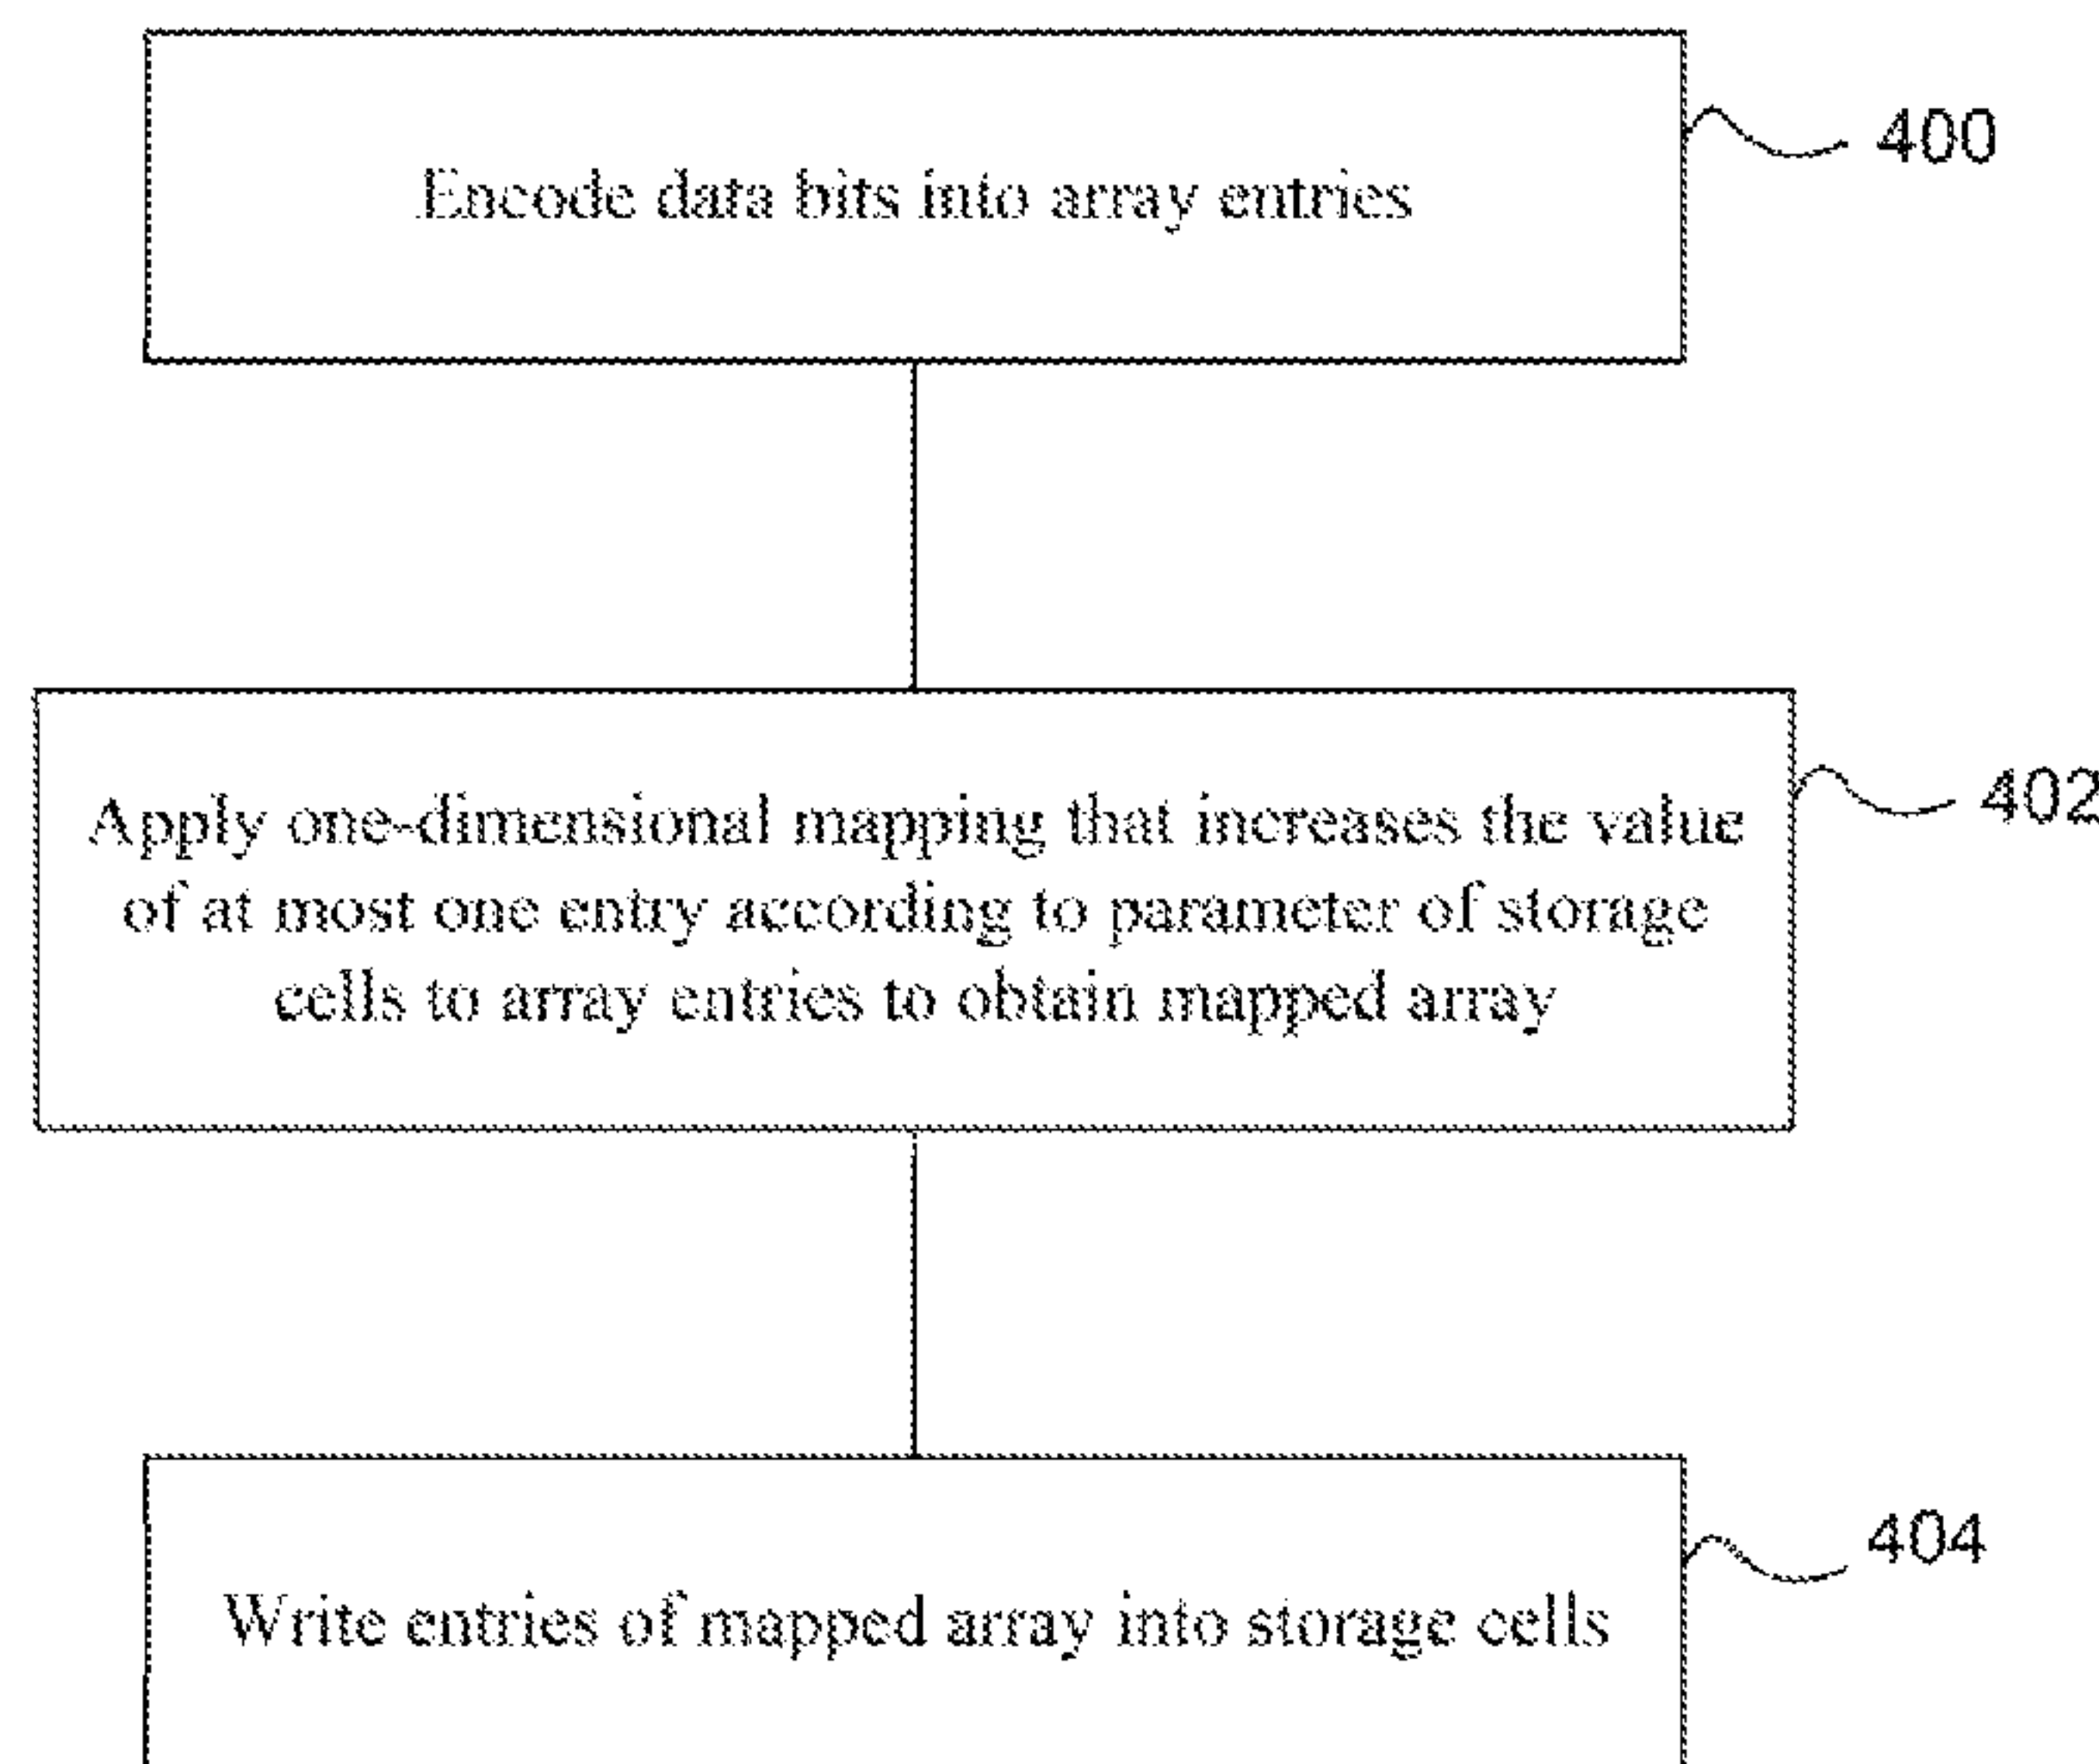 Encode data bits into array entries
400
Apply one-dimensional mapping that increases the value
of at most one entry according to parameter of storage
cells to array entries to obtain mapped array
402
Write entries of mapped array into storage cells
404